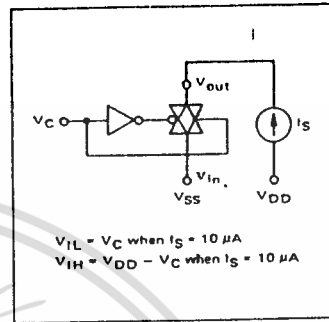 I
Vout
VC
IS
Vin.
VSS
VDD
VIL = VC when IS = 10 μA
VIH = VDD − VC when IS = 10 μA